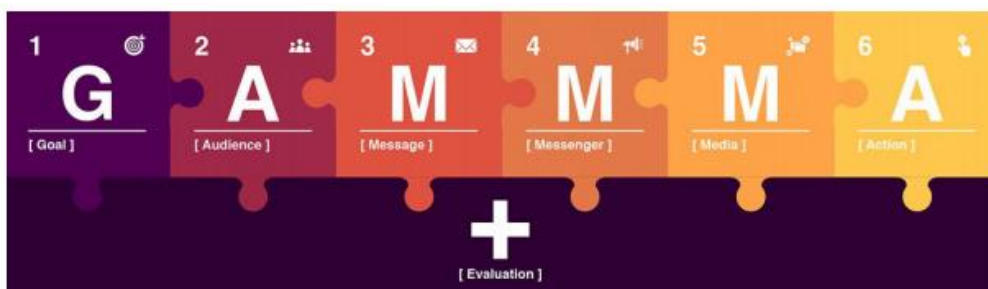 1 2 3 4 5 6
G A M M M A
[ Goal ] [ Audience ] [ Message ] [ Messenger ] [ Media ] [ Action ]
+
[ Evaluation ]